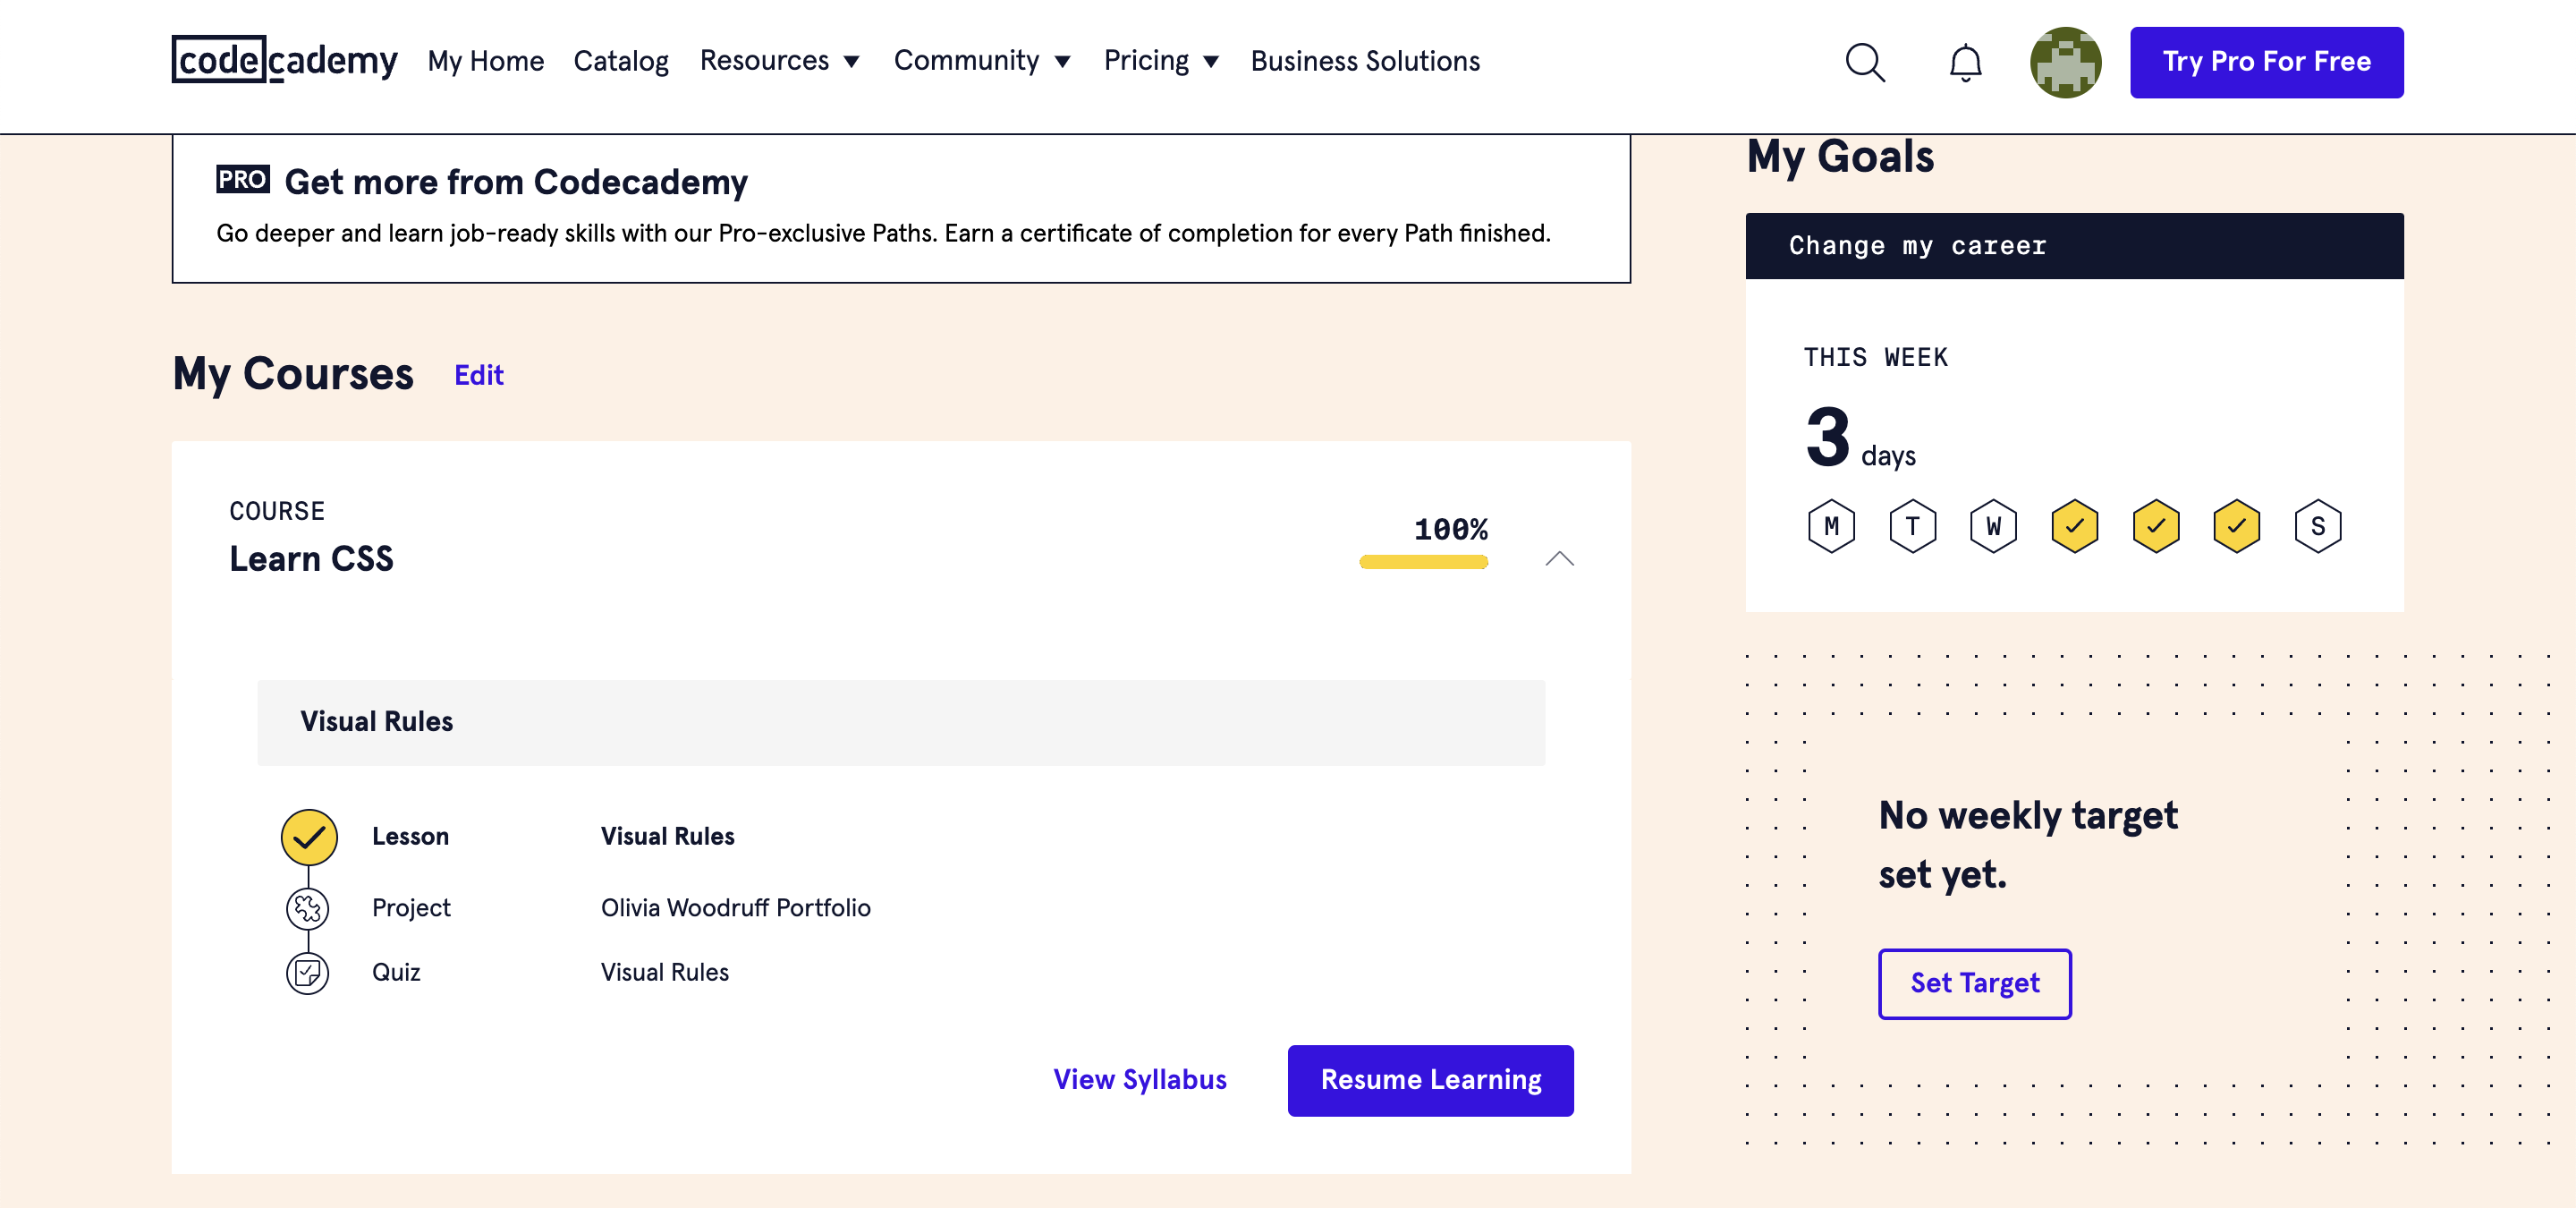 codecademy My Home Catalog Resources Community Pricing Business Solutions Try Pro For Free
PRO Get more from Codecademy
Go deeper and learn job-ready skills with our Pro-exclusive Paths. Earn a certificate of completion for every Path finished.
My Courses Edit
COURSE
Learn CSS
100%
Visual Rules
Lesson Visual Rules
Project Olivia Woodruff Portfolio
Quiz Visual Rules
View Syllabus Resume Learning
My Goals
Change my career
THIS WEEK
3 days
M T W S
No weekly target
set yet.
Set Target